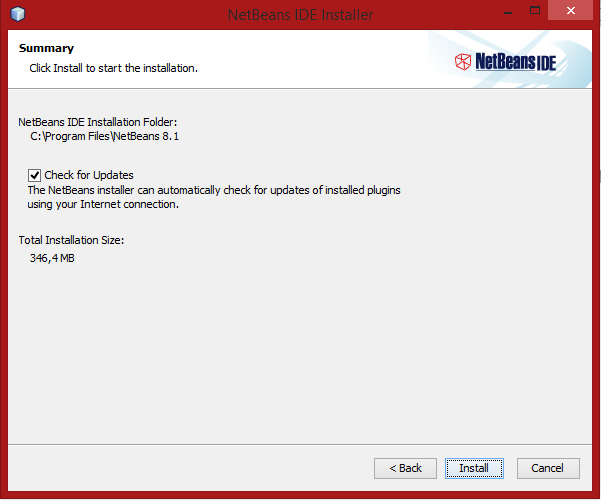 NetBeans IDE Installer
Summary
Click Install to start the installation.
NetBeans IDE
NetBeans IDE Installation Folder:
C:\Program Files\NetBeans 8.1
Check for Updates
The NetBeans installer can automatically check for updates of installed plugins
using your Internet connection.
Total Installation Size:
346,4 MB
< Back
Install
Cancel